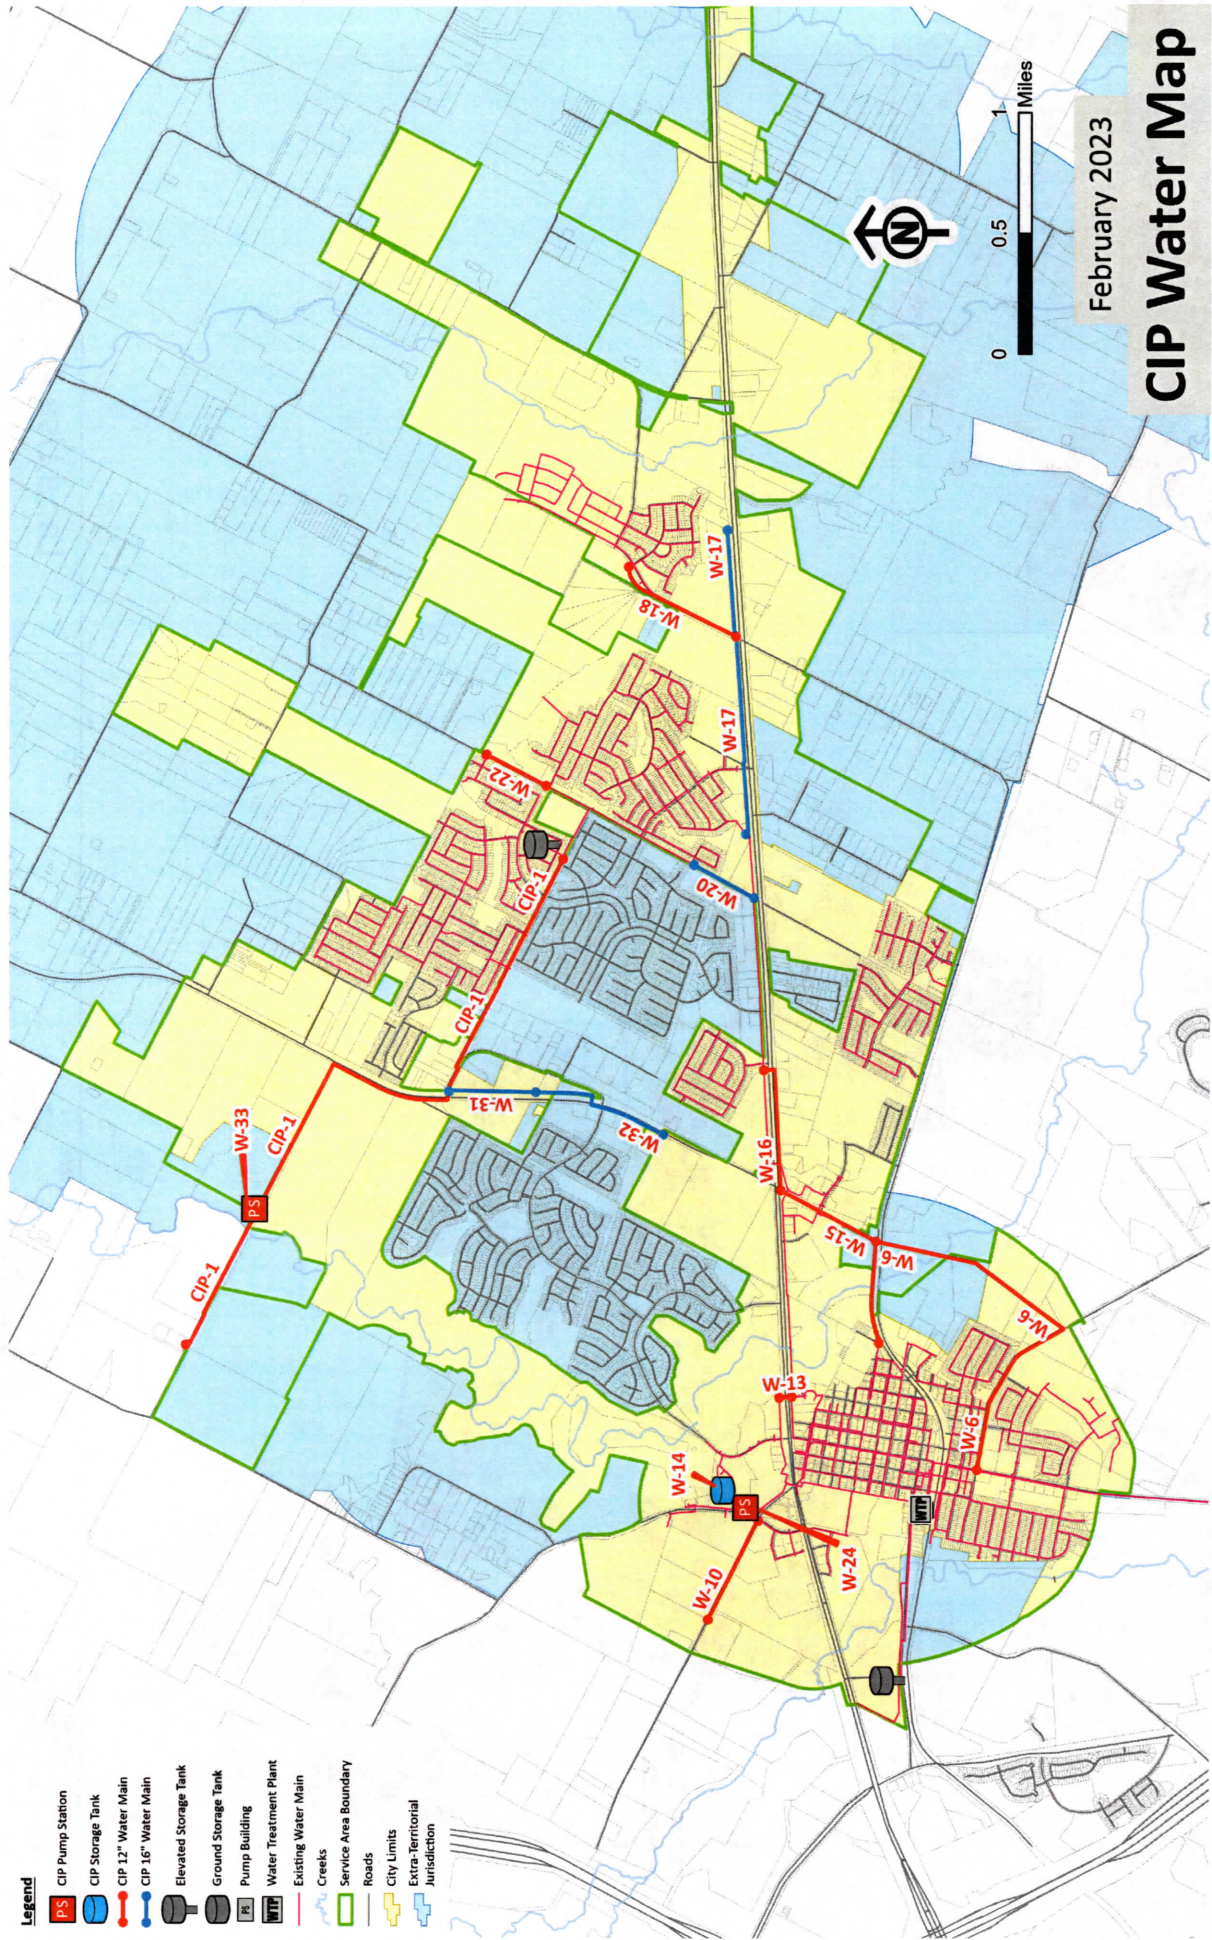 CIP Water Map
February 2023
0
0.5
1
Miles
N
Legend
PS
CIP Pump Station
CIP Storage Tank
CIP 12" Water Main
CIP 16" Water Main
Elevated Storage Tank
Ground Storage Tank
PS
Pump Building
WTP
Water Treatment Plant
Existing Water Main
Creeks
Service Area Boundary
Roads
City Limits
Extra-Territorial
Jurisdiction
W-33
PS
CIP-1
CIP-1
CIP-1
CIP-1
W-31
W-32
W-22
W-18
W-17
W-17
W-20
W-16
W-15
W-6
W-6
W-6
W-13
W-14
PS
W-10
W-24
WTP